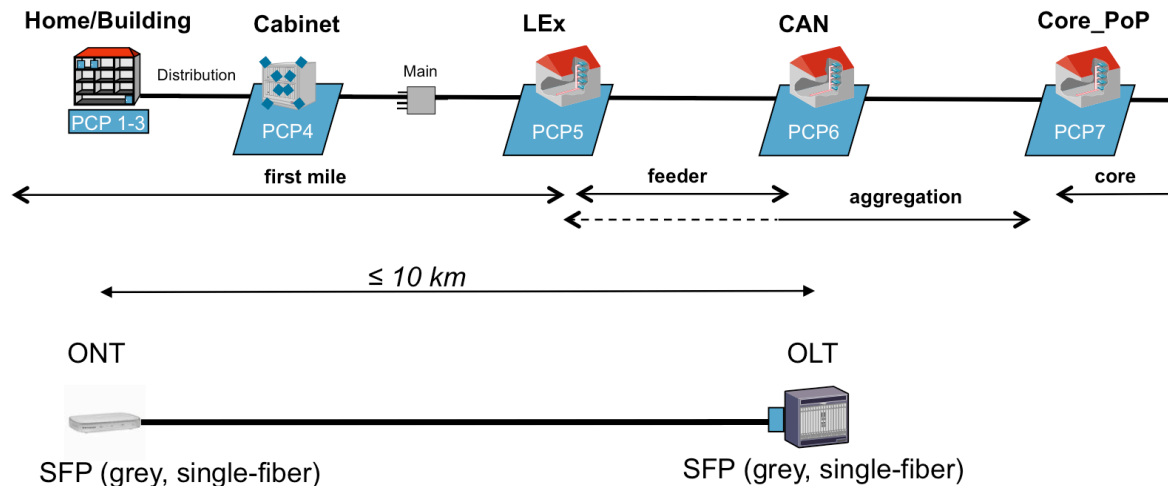 Home/Building
Cabinet
LEx
CAN
Core_PoP
Distribution
Main
PCP 1-3
PCP4
PCP5
PCP6
PCP7
first mile
feeder
core
aggregation
≤ 10 km
ONT
OLT
SFP (grey, single-fiber)
SFP (grey, single-fiber)